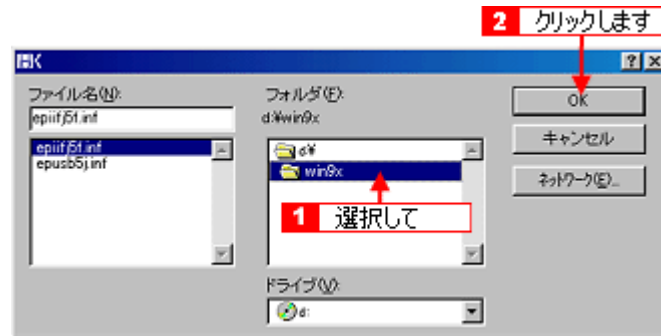 2 クリックします
開く
ファイル名(N):
epiifj5f.inf
epiifj5f.inf
epusb5j.inf
フォルダ(F):
d:¥win9x
d:¥
win9x
1 選択して
ドライブ(V):
d:
OK
キャンセル
ネットワーク(E)...